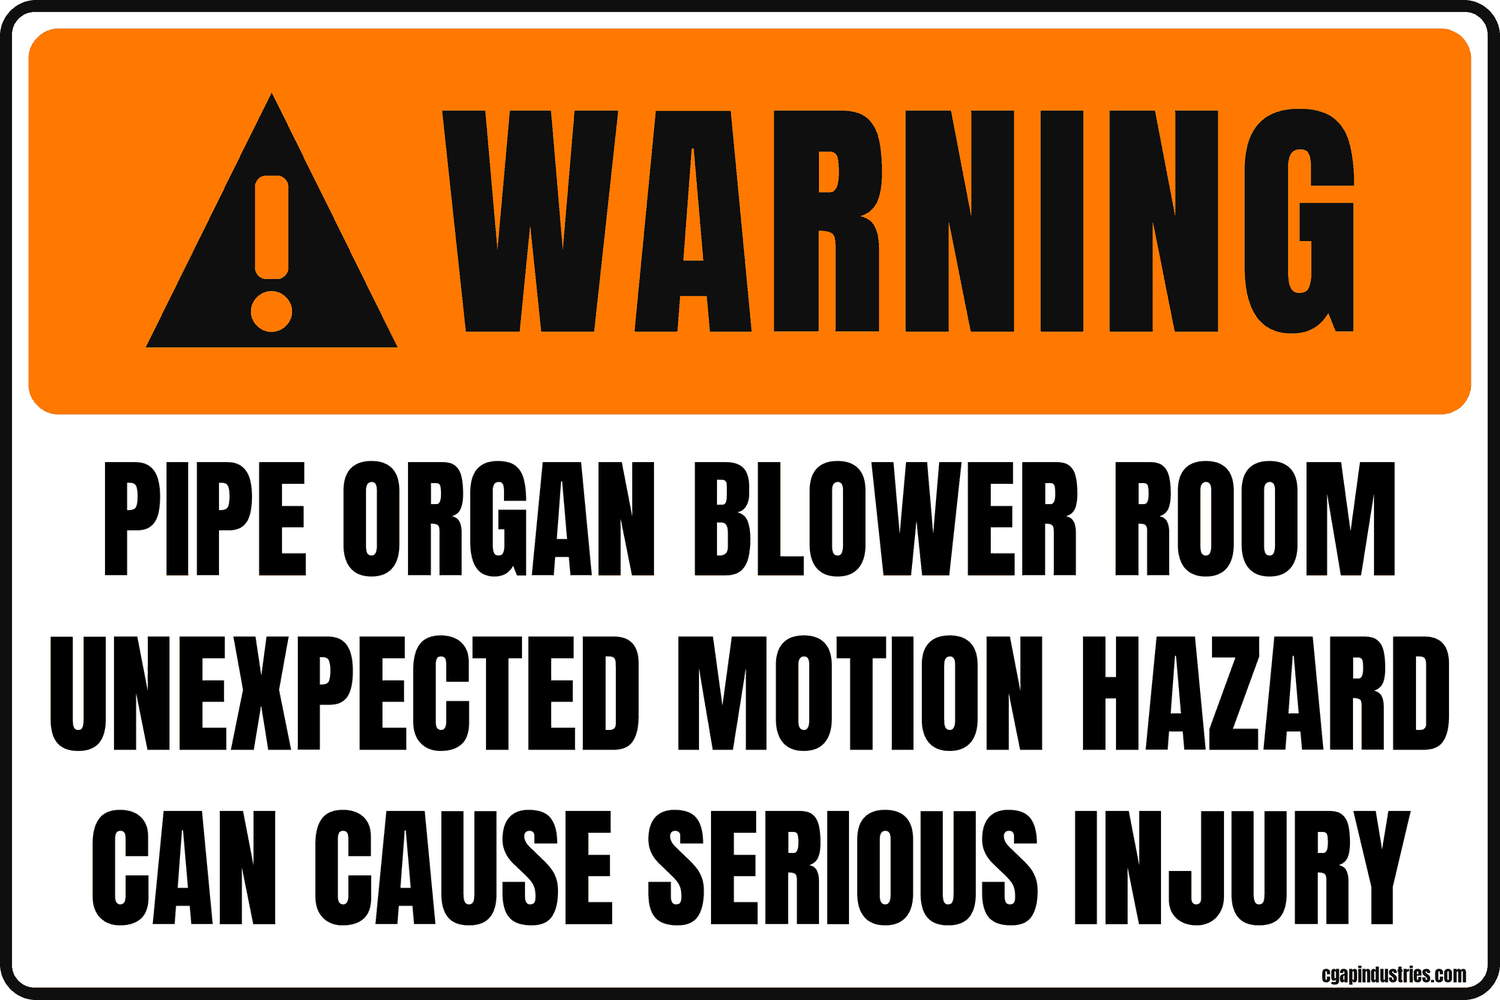 WARNING
PIPE ORGAN BLOWER ROOM
UNEXPECTED MOTION HAZARD
CAN CAUSE SERIOUS INJURY
cgapindustries.com